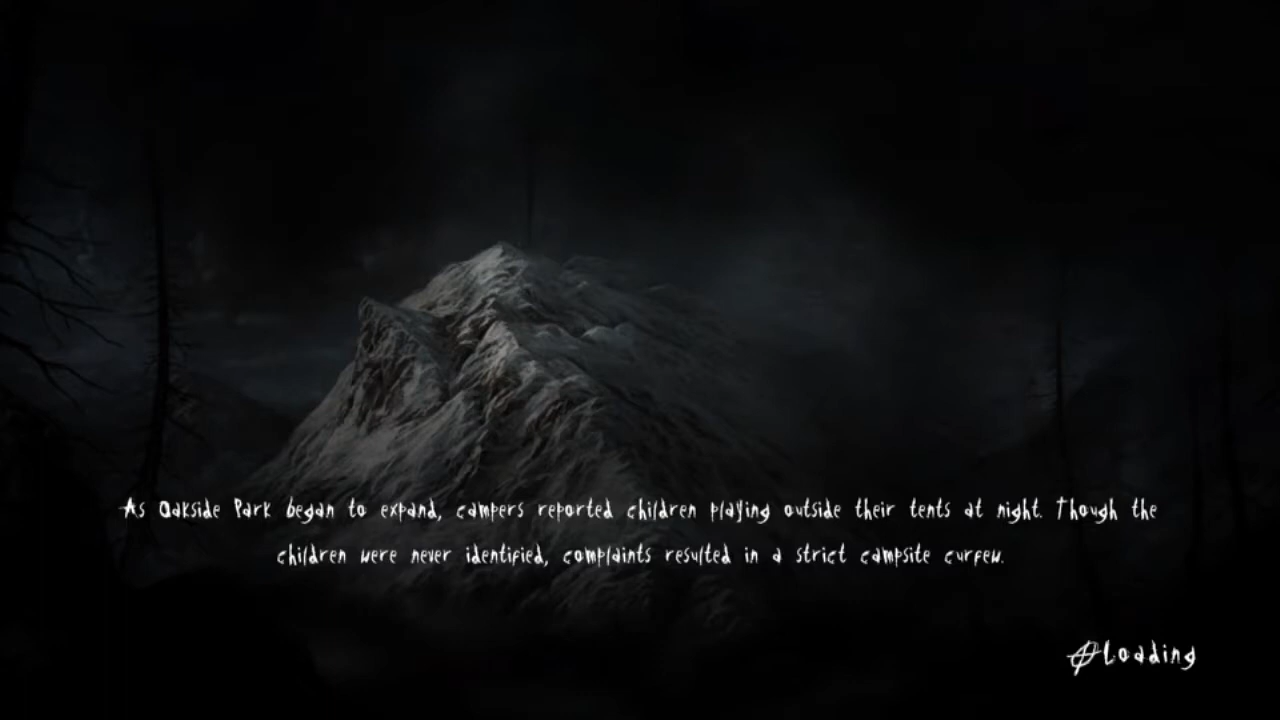 As Oakside Park began to expand, campers reported children playing outside their tents at night. Though the
children were never identified, complaints resulted in a strict campsite curfew.
Loading